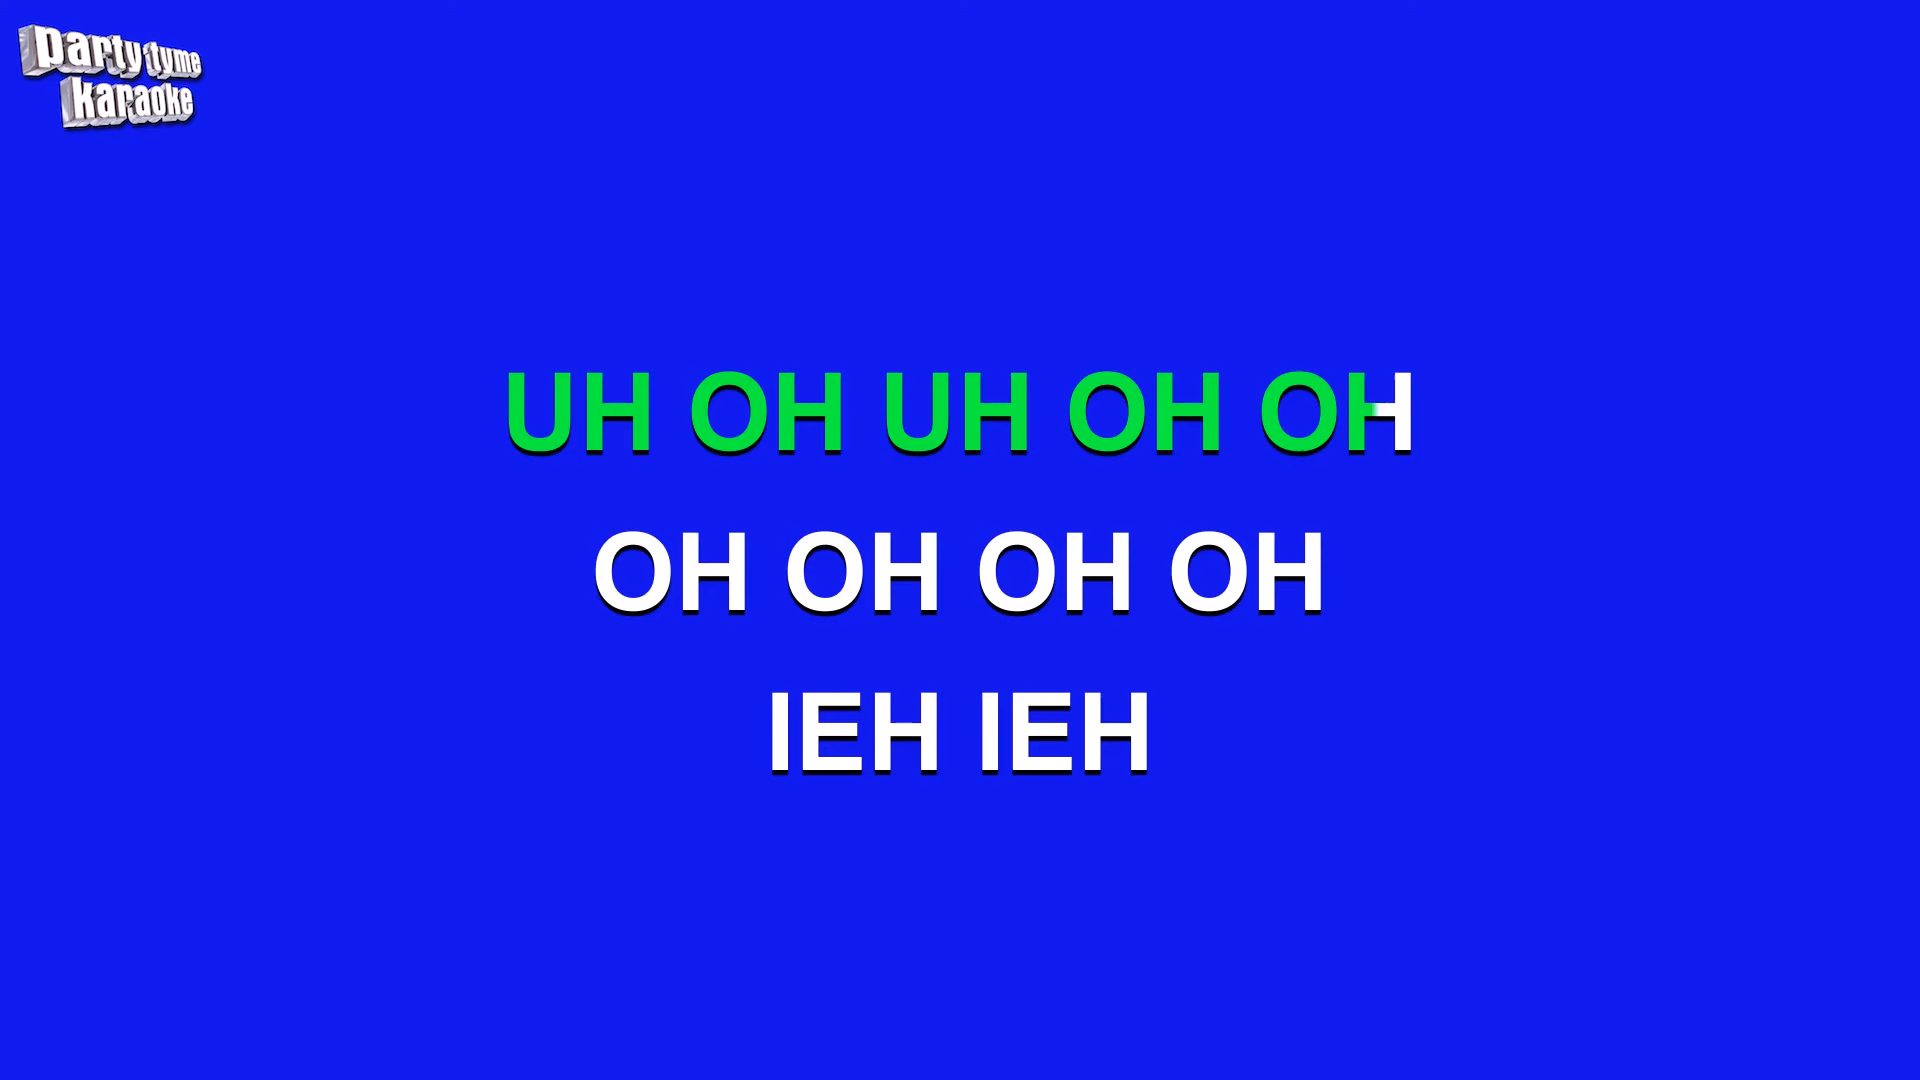 party tyme
karaoke
UH OH UH OH OH
OH OH OH OH
IEH IEH